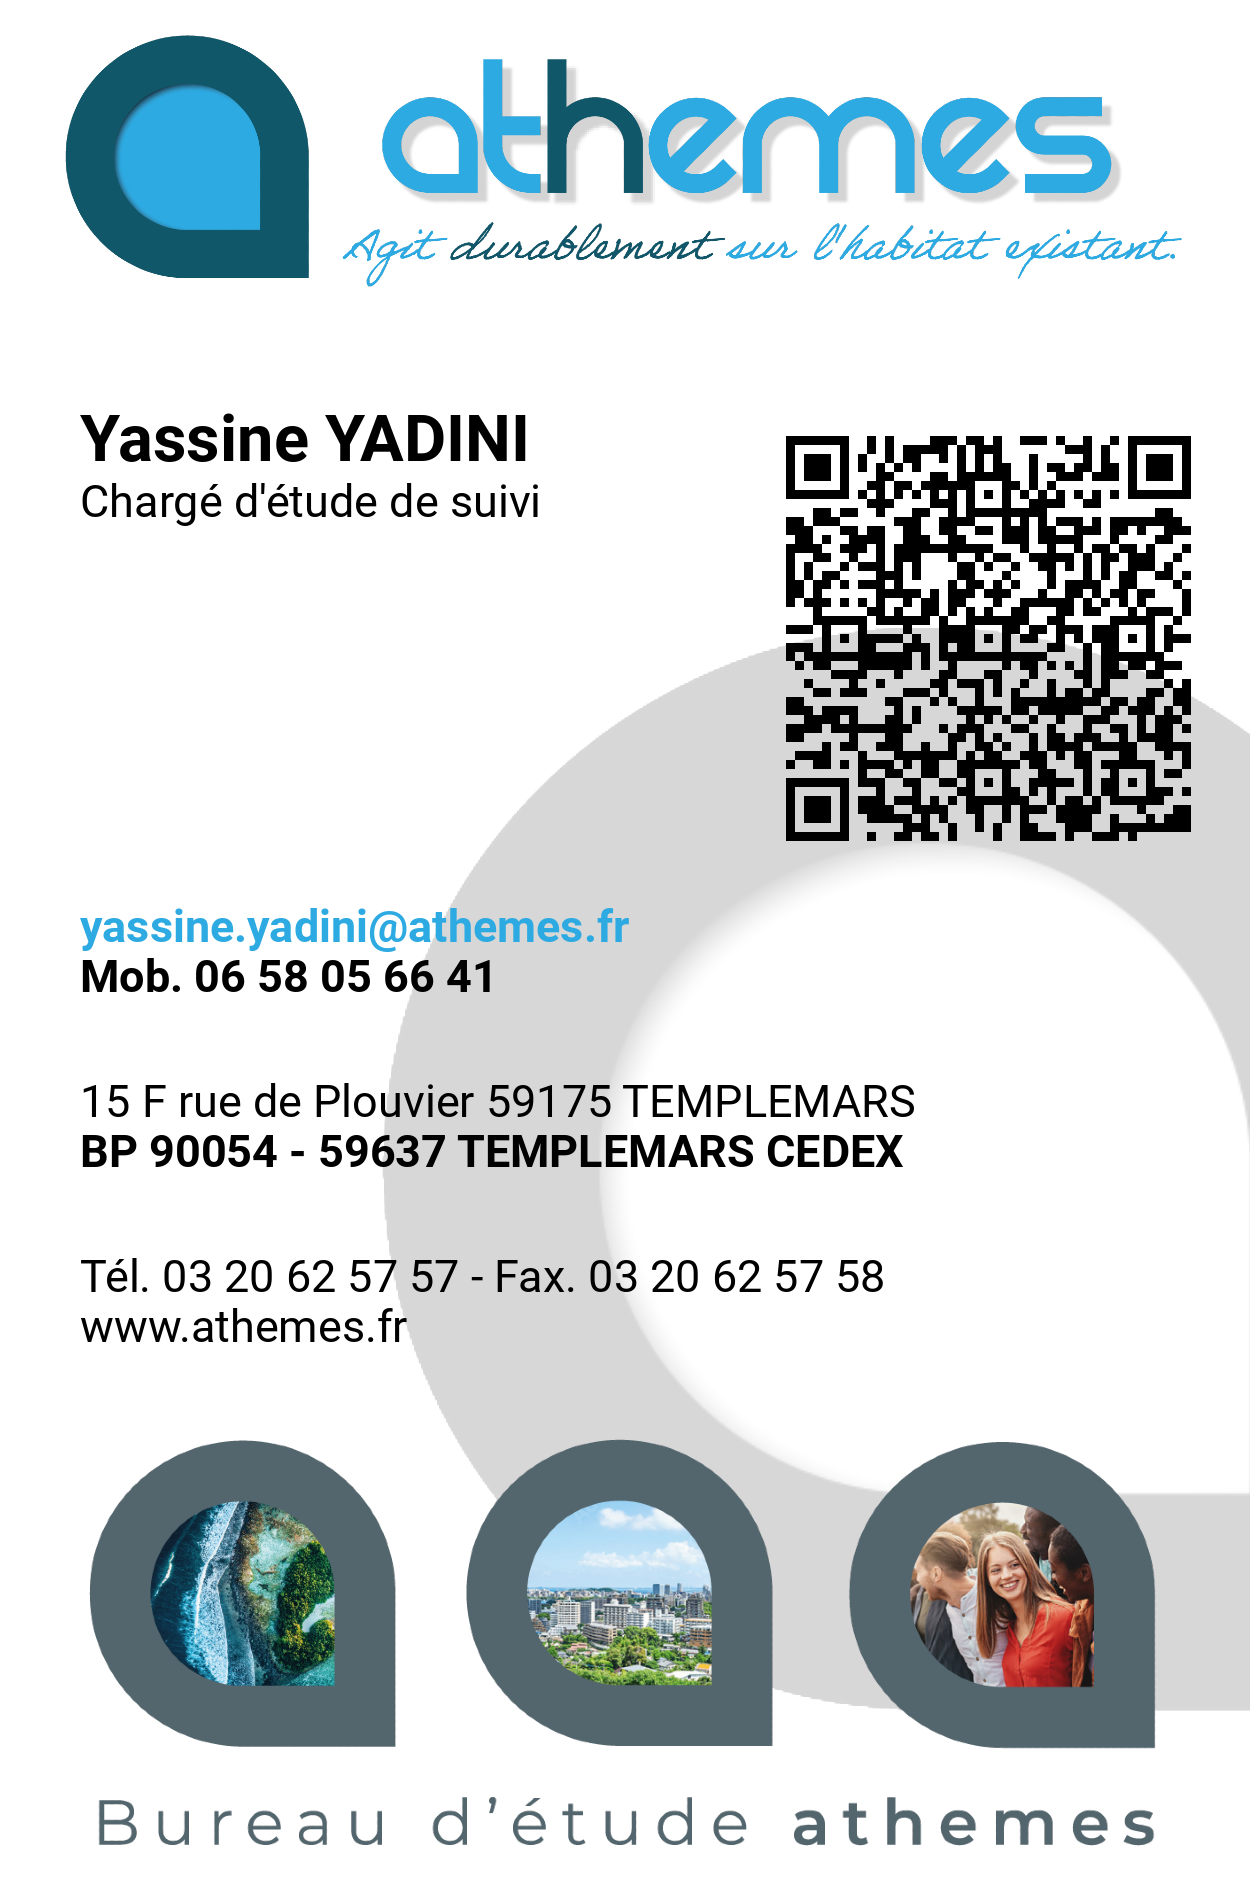 athemes
Agit durablement sur l'habitat existant.
Yassine YADINI
Chargé d'étude de suivi
yassine.yadini@athemes.fr
Mob. 06 58 05 66 41
15 F rue de Plouvier 59175 TEMPLEMARS
BP 90054 - 59637 TEMPLEMARS CEDEX
Tél. 03 20 62 57 57 - Fax. 03 20 62 57 58
www.athemes.fr
Bureau d’étude athemes